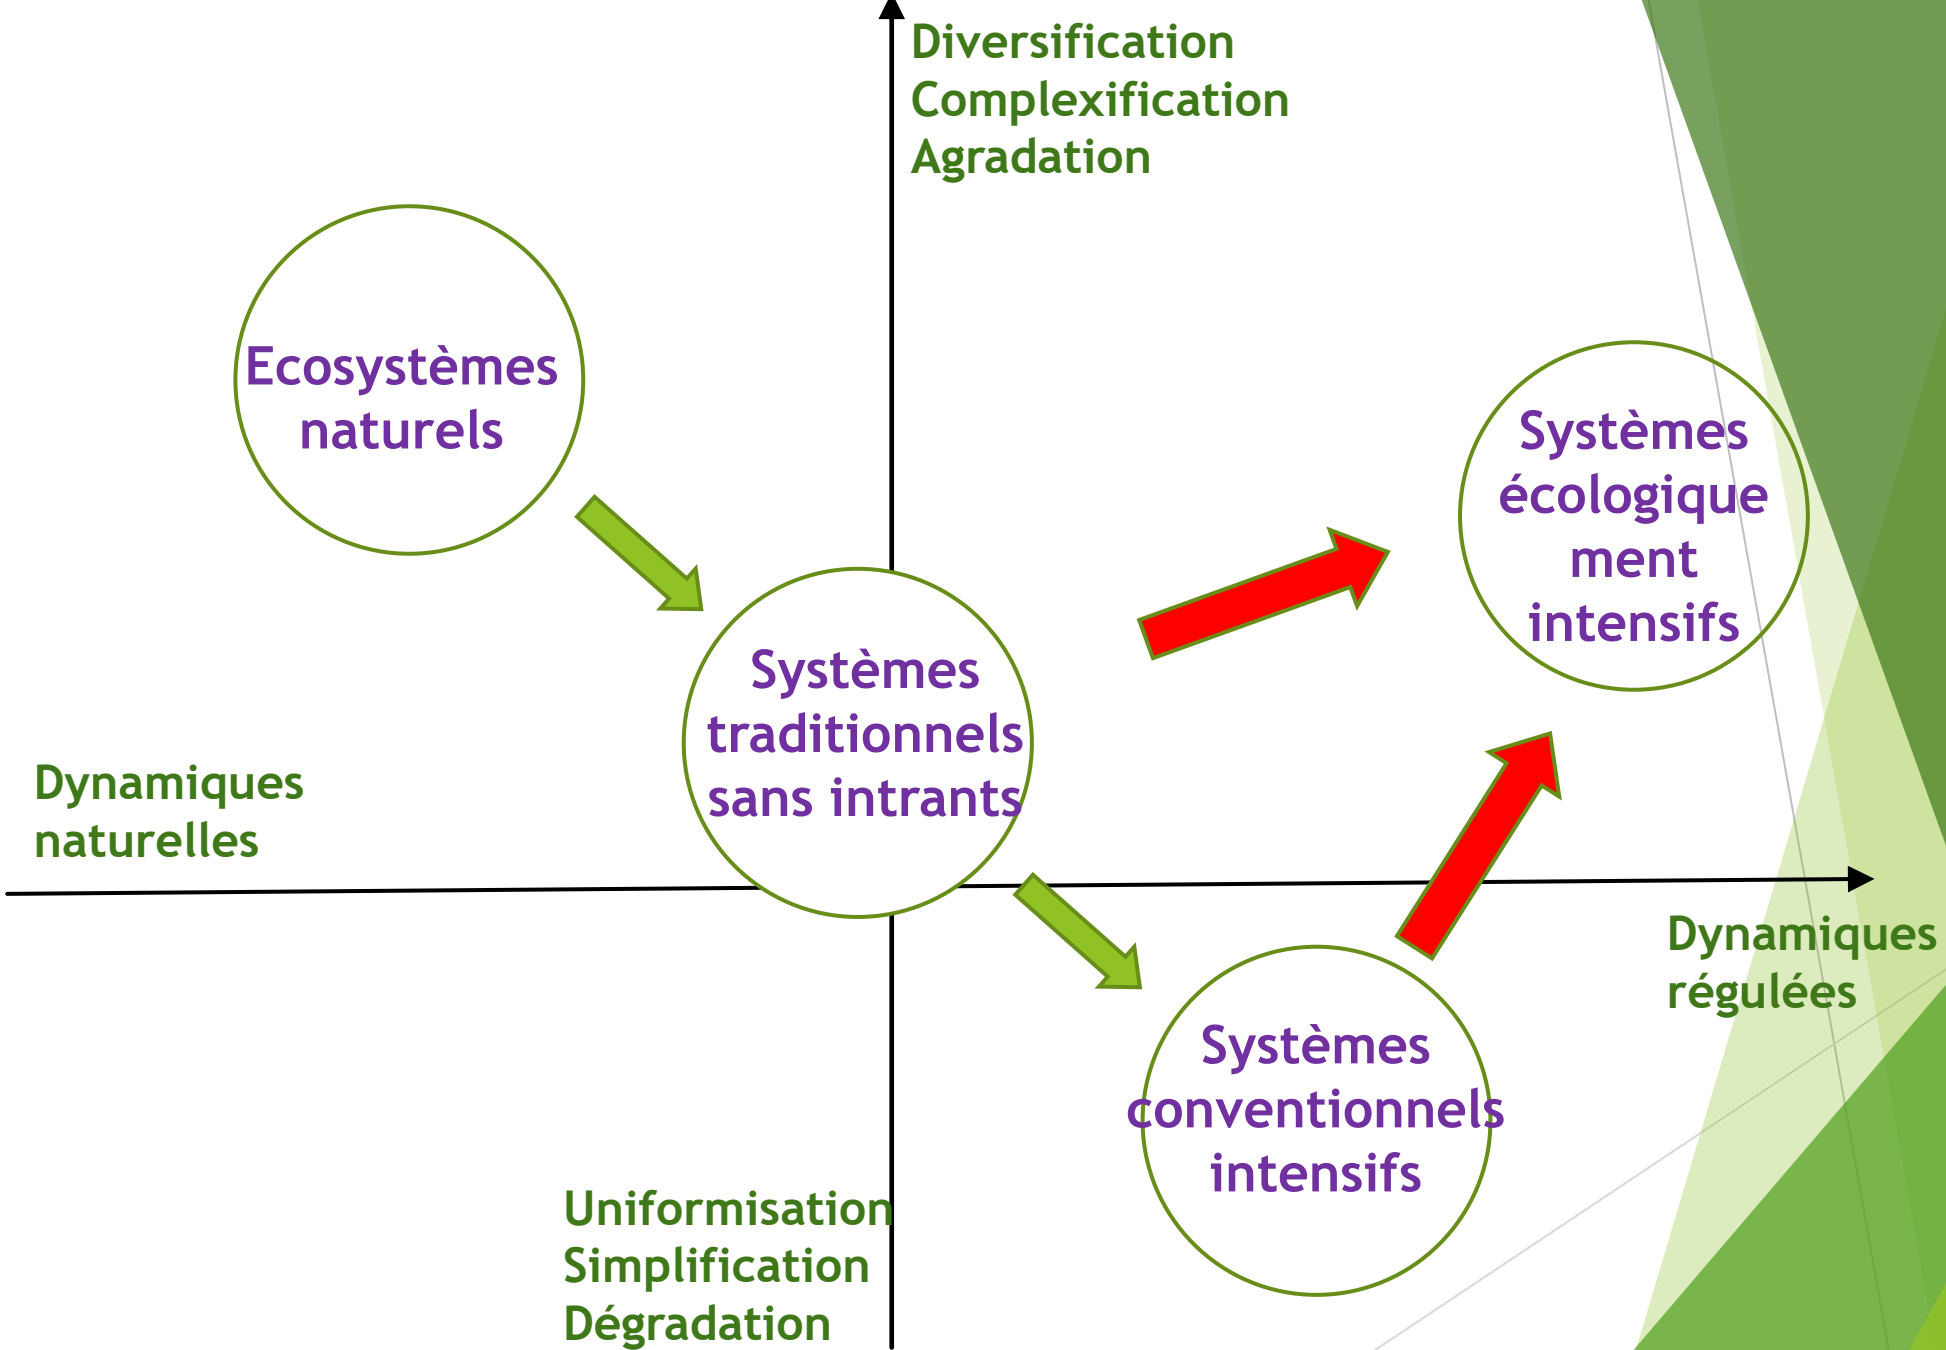 Diversification
Complexification
Agradation
Ecosystèmes
naturels
Systèmes
écologique
ment
intensifs
Systèmes
traditionnels
sans intrants
Dynamiques
naturelles
Dynamiques
régulées
Systèmes
conventionnels
intensifs
Uniformisation
Simplification
Dégradation